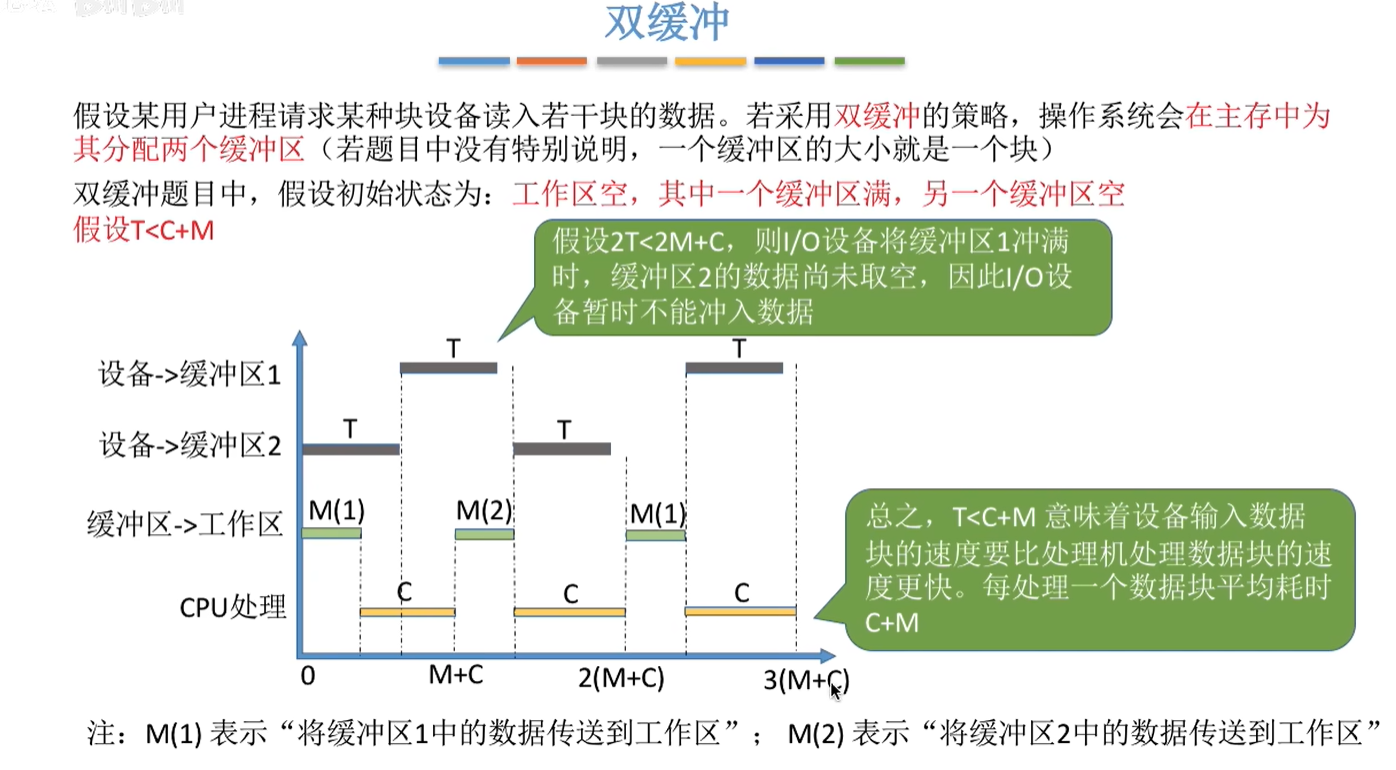 双缓冲
假设某用户进程请求某种块设备读入若干块的数据。若采用双缓冲的策略，操作系统会在主存中为
其分配两个缓冲区（若题目中没有特别说明，一个缓冲区的大小就是一个块）
双缓冲题目中，假设初始状态为：工作区空，其中一个缓冲区满，另一个缓冲区空
假设T<C+M
假设2T<2M+C，则I/O设备将缓冲区1冲满
时，缓冲区2的数据尚未取空，因此I/O设
备暂时不能冲入数据
T
T
设备->缓冲区1
T
T
设备->缓冲区2
M(1)
M(2)
M(1)
缓冲区->工作区
C
C
C
CPU处理
总之，T<C+M 意味着设备输入数据
块的速度要比处理机处理数据块的速
度更快。每处理一个数据块平均耗时
C+M
0
M+C
2(M+C)
3(M+C)
注：M(1) 表示“将缓冲区1中的数据传送到工作区”； M(2) 表示“将缓冲区2中的数据传送到工作区”